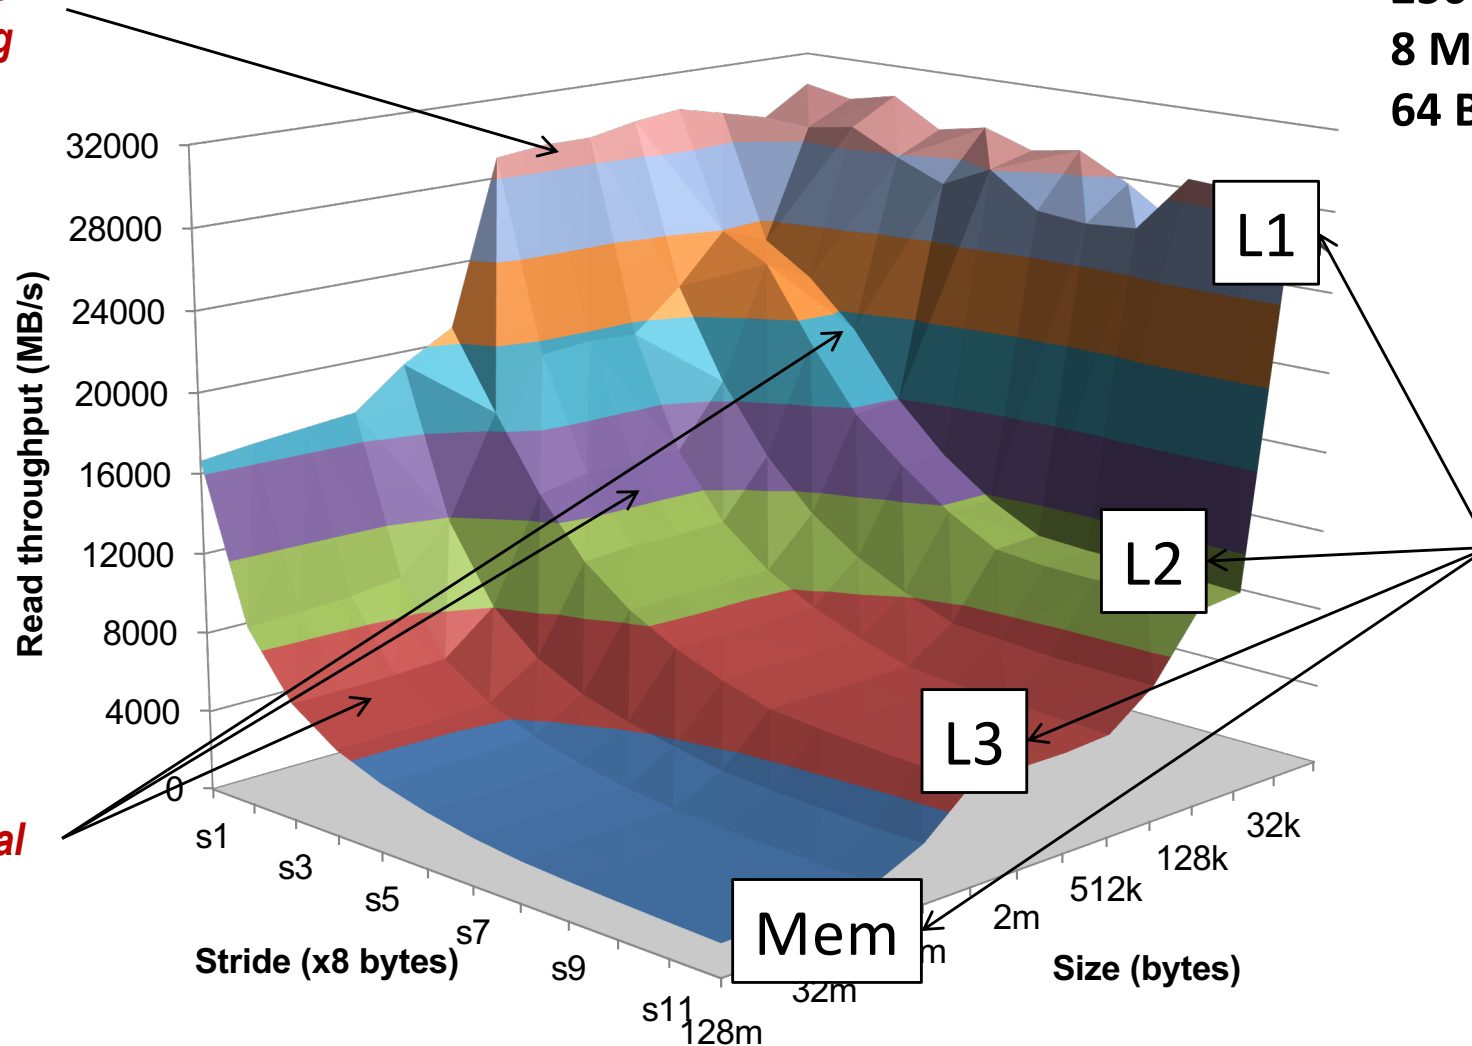 g
8 M
64 B
32000
28000
24000
20000
16000
12000
8000
4000
0
Read throughput (MB/s)
L1
L2
L3
Mem
al
s1
s3
s5
s7
s9
s11
Stride (x8 bytes)
128m
32m
m
2m
512k
128k
32k
Size (bytes)